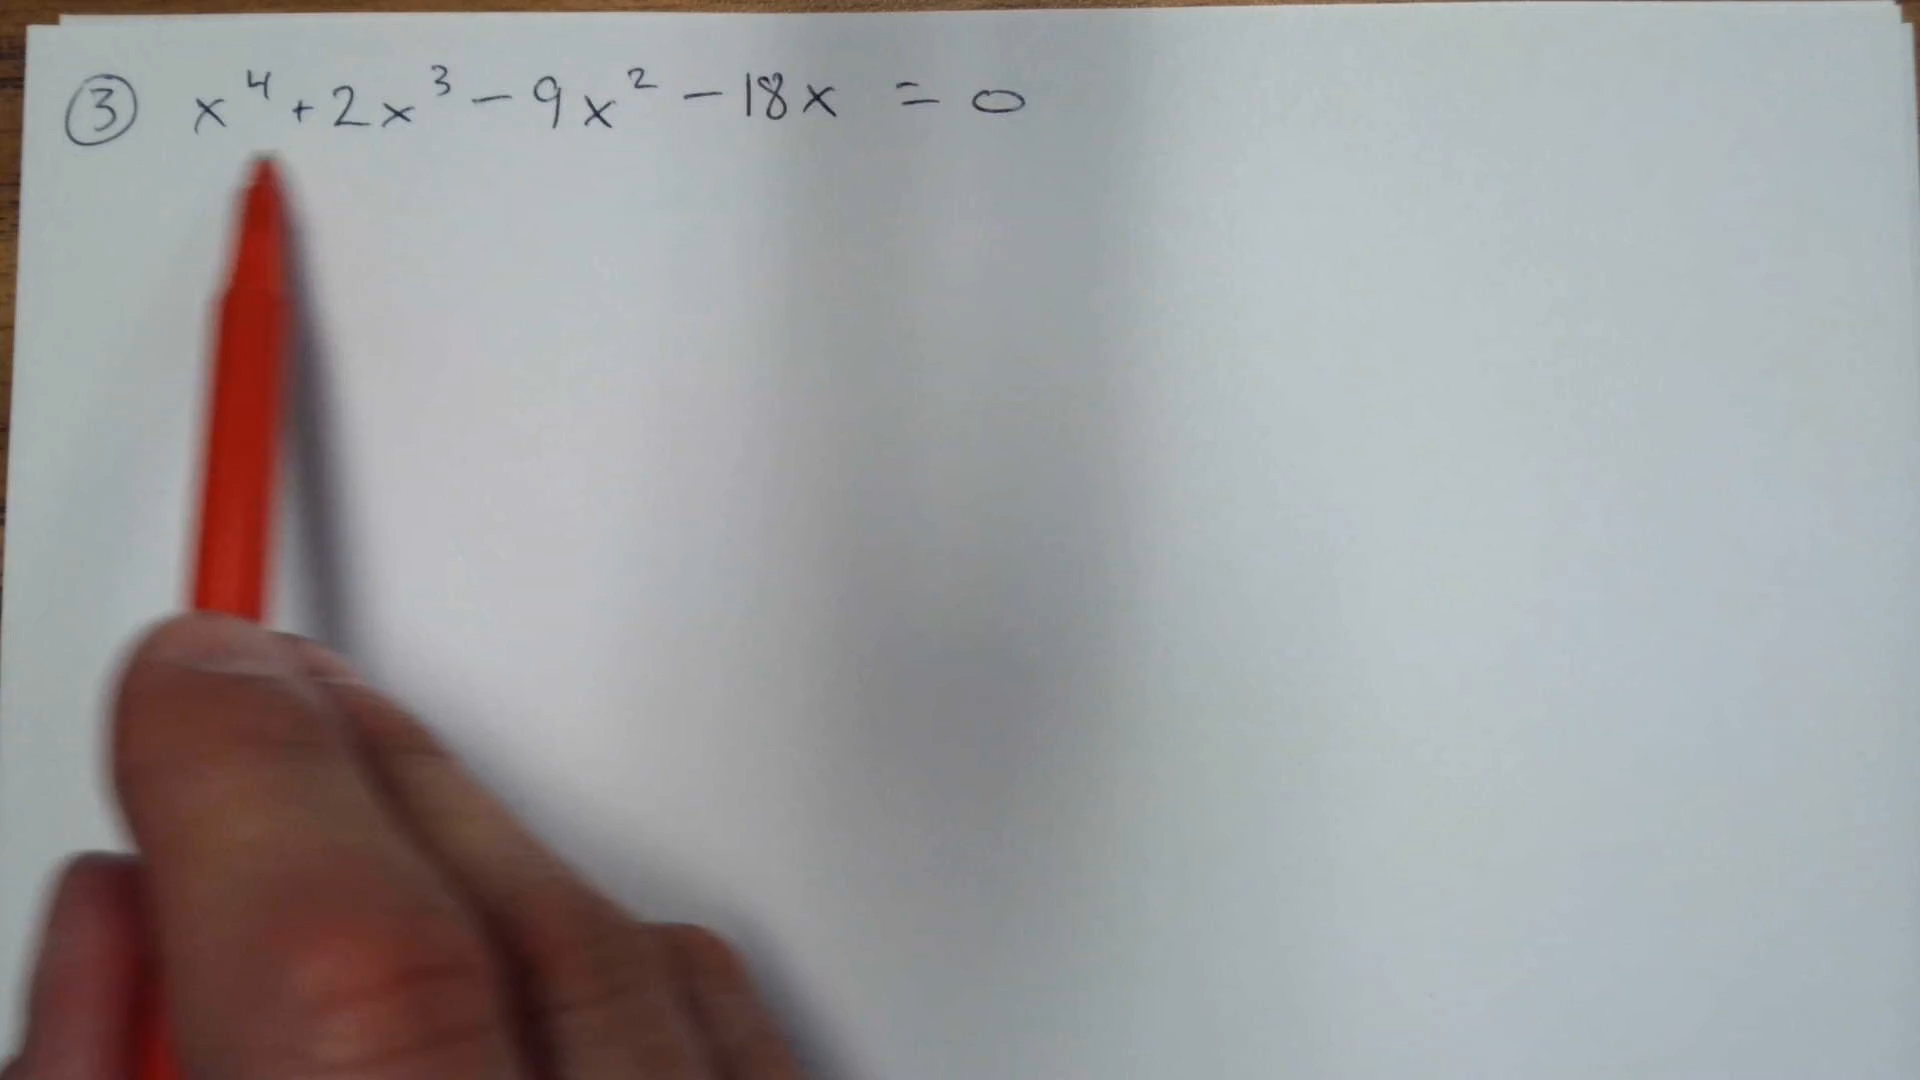 ③ x⁴ + 2x³ - 9x² - 18x = 0